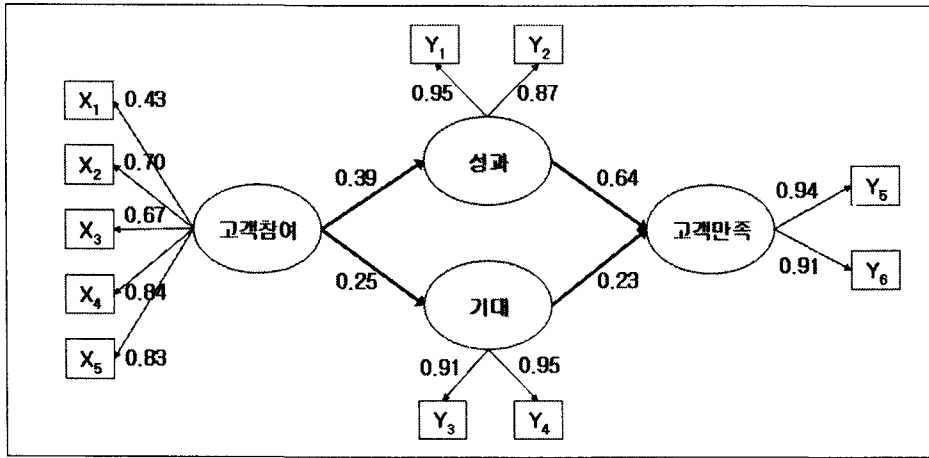 Y₁ Y₂
0.95 0.87
X₁ 0.43
X₂ 0.70
X₃ 0.67
X₄ 0.84
X₅ 0.83
고객참여
0.39
0.25
성과
기대
0.64
0.23
고객만족
0.94 Y₅
0.91 Y₆
0.91 0.95
Y₃ Y₄